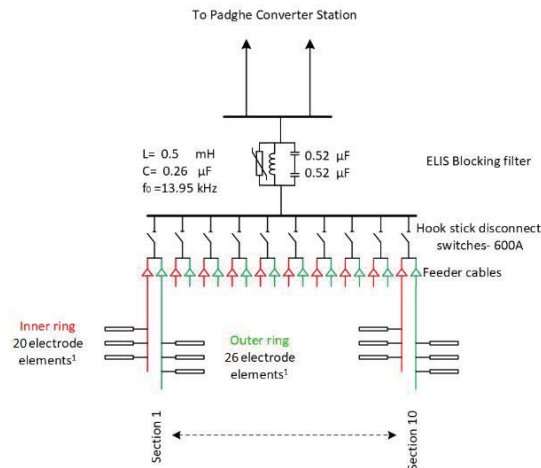 To Padghe Converter Station
L= 0.5 mH
C= 0.26 µF
f₀ =13.95 kHz
0.52 µF
0.52 µF
ELIS Blocking filter
Hook stick disconnect
switches- 600A
Feeder cables
Inner ring
20 electrode
elements¹
Outer ring
26 electrode
elements¹
Section 1
Section 10